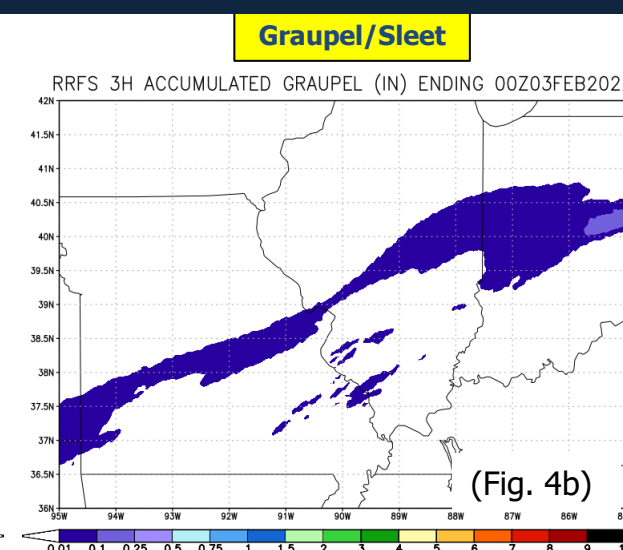 Graupel/Sleet
RRFS 3H ACCUMULATED GRAUPEL (IN) ENDING 00Z03FEB202
42N
41.5N
41N
40.5N
40N
39.5N
39N
38.5N
38N
37.5N
37N
36.5N
36N
(Fig. 4b)
95W 94W 93W 92W 91W 90W 89W 88W 87W 86W 8
0.01 0.1 0.25 0.5 0.75 1 1.5 2 3 4 5 6 7 8 9 1